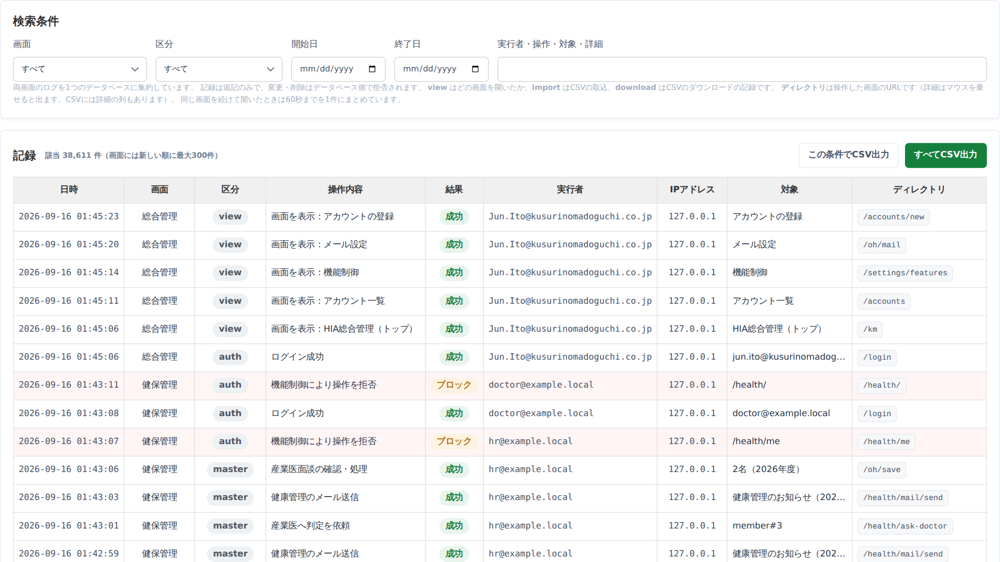 検索条件
画面 区分 開始日 終了日 実行者・操作・対象・詳細
すべて すべて mm/dd/yyyy mm/dd/yyyy
両画面のログを1つのデータベースに集約しています。 記録は追記のみで、変更・削除はデータベース側で拒否されます。 view はどの画面を開いたか、import はCSVの取込、download はCSVのダウンロードの記録です。 ディレクトリは操作した画面のURLです（詳細はマウスを乗
せると出ます。CSVには詳細の列もあります）。 同じ画面を続けて開いたときは60秒までを1件にまとめています。
記録 該当 38,611 件（画面には新しい順に最大300件） この条件でCSV出力 すべてCSV出力
日時 画面 区分 操作内容 結果 実行者 IPアドレス 対象 ディレクトリ
2026-09-16 01:45:23 総合管理 view 画面を表示：アカウントの登録 成功 Jun.Ito@kusurinomadoguchi.co.jp 127.0.0.1 アカウントの登録 /accounts/new
2026-09-16 01:45:20 総合管理 view 画面を表示：メール設定 成功 Jun.Ito@kusurinomadoguchi.co.jp 127.0.0.1 メール設定 /oh/mail
2026-09-16 01:45:14 総合管理 view 画面を表示：機能制御 成功 Jun.Ito@kusurinomadoguchi.co.jp 127.0.0.1 機能制御 /settings/features
2026-09-16 01:45:11 総合管理 view 画面を表示：アカウント一覧 成功 Jun.Ito@kusurinomadoguchi.co.jp 127.0.0.1 アカウント一覧 /accounts
2026-09-16 01:45:06 総合管理 view 画面を表示：HIA総合管理（トップ） 成功 Jun.Ito@kusurinomadoguchi.co.jp 127.0.0.1 HIA総合管理（トップ） /km
2026-09-16 01:45:06 総合管理 auth ログイン成功 成功 Jun.Ito@kusurinomadoguchi.co.jp 127.0.0.1 jun.ito@kusurinomadog… /login
2026-09-16 01:43:11 健保管理 auth 機能制御により操作を拒否 ブロック doctor@example.local 127.0.0.1 /health/ /health/
2026-09-16 01:43:08 健保管理 auth ログイン成功 成功 doctor@example.local 127.0.0.1 doctor@example.local /login
2026-09-16 01:43:07 健保管理 auth 機能制御により操作を拒否 ブロック hr@example.local 127.0.0.1 /health/me /health/me
2026-09-16 01:43:06 健保管理 master 産業医面談の確認・処理 成功 hr@example.local 127.0.0.1 2名（2026年度） /oh/save
2026-09-16 01:43:03 健保管理 master 健康管理のメール送信 成功 hr@example.local 127.0.0.1 健康管理のお知らせ（202… /health/mail/send
2026-09-16 01:43:01 健保管理 master 産業医へ判定を依頼 成功 hr@example.local 127.0.0.1 member#3 /health/ask-doctor
2026-09-16 01:42:59 健保管理 master 健康管理のメール送信 成功 hr@example.local 127.0.0.1 健康管理のお知らせ（202… /health/mail/send